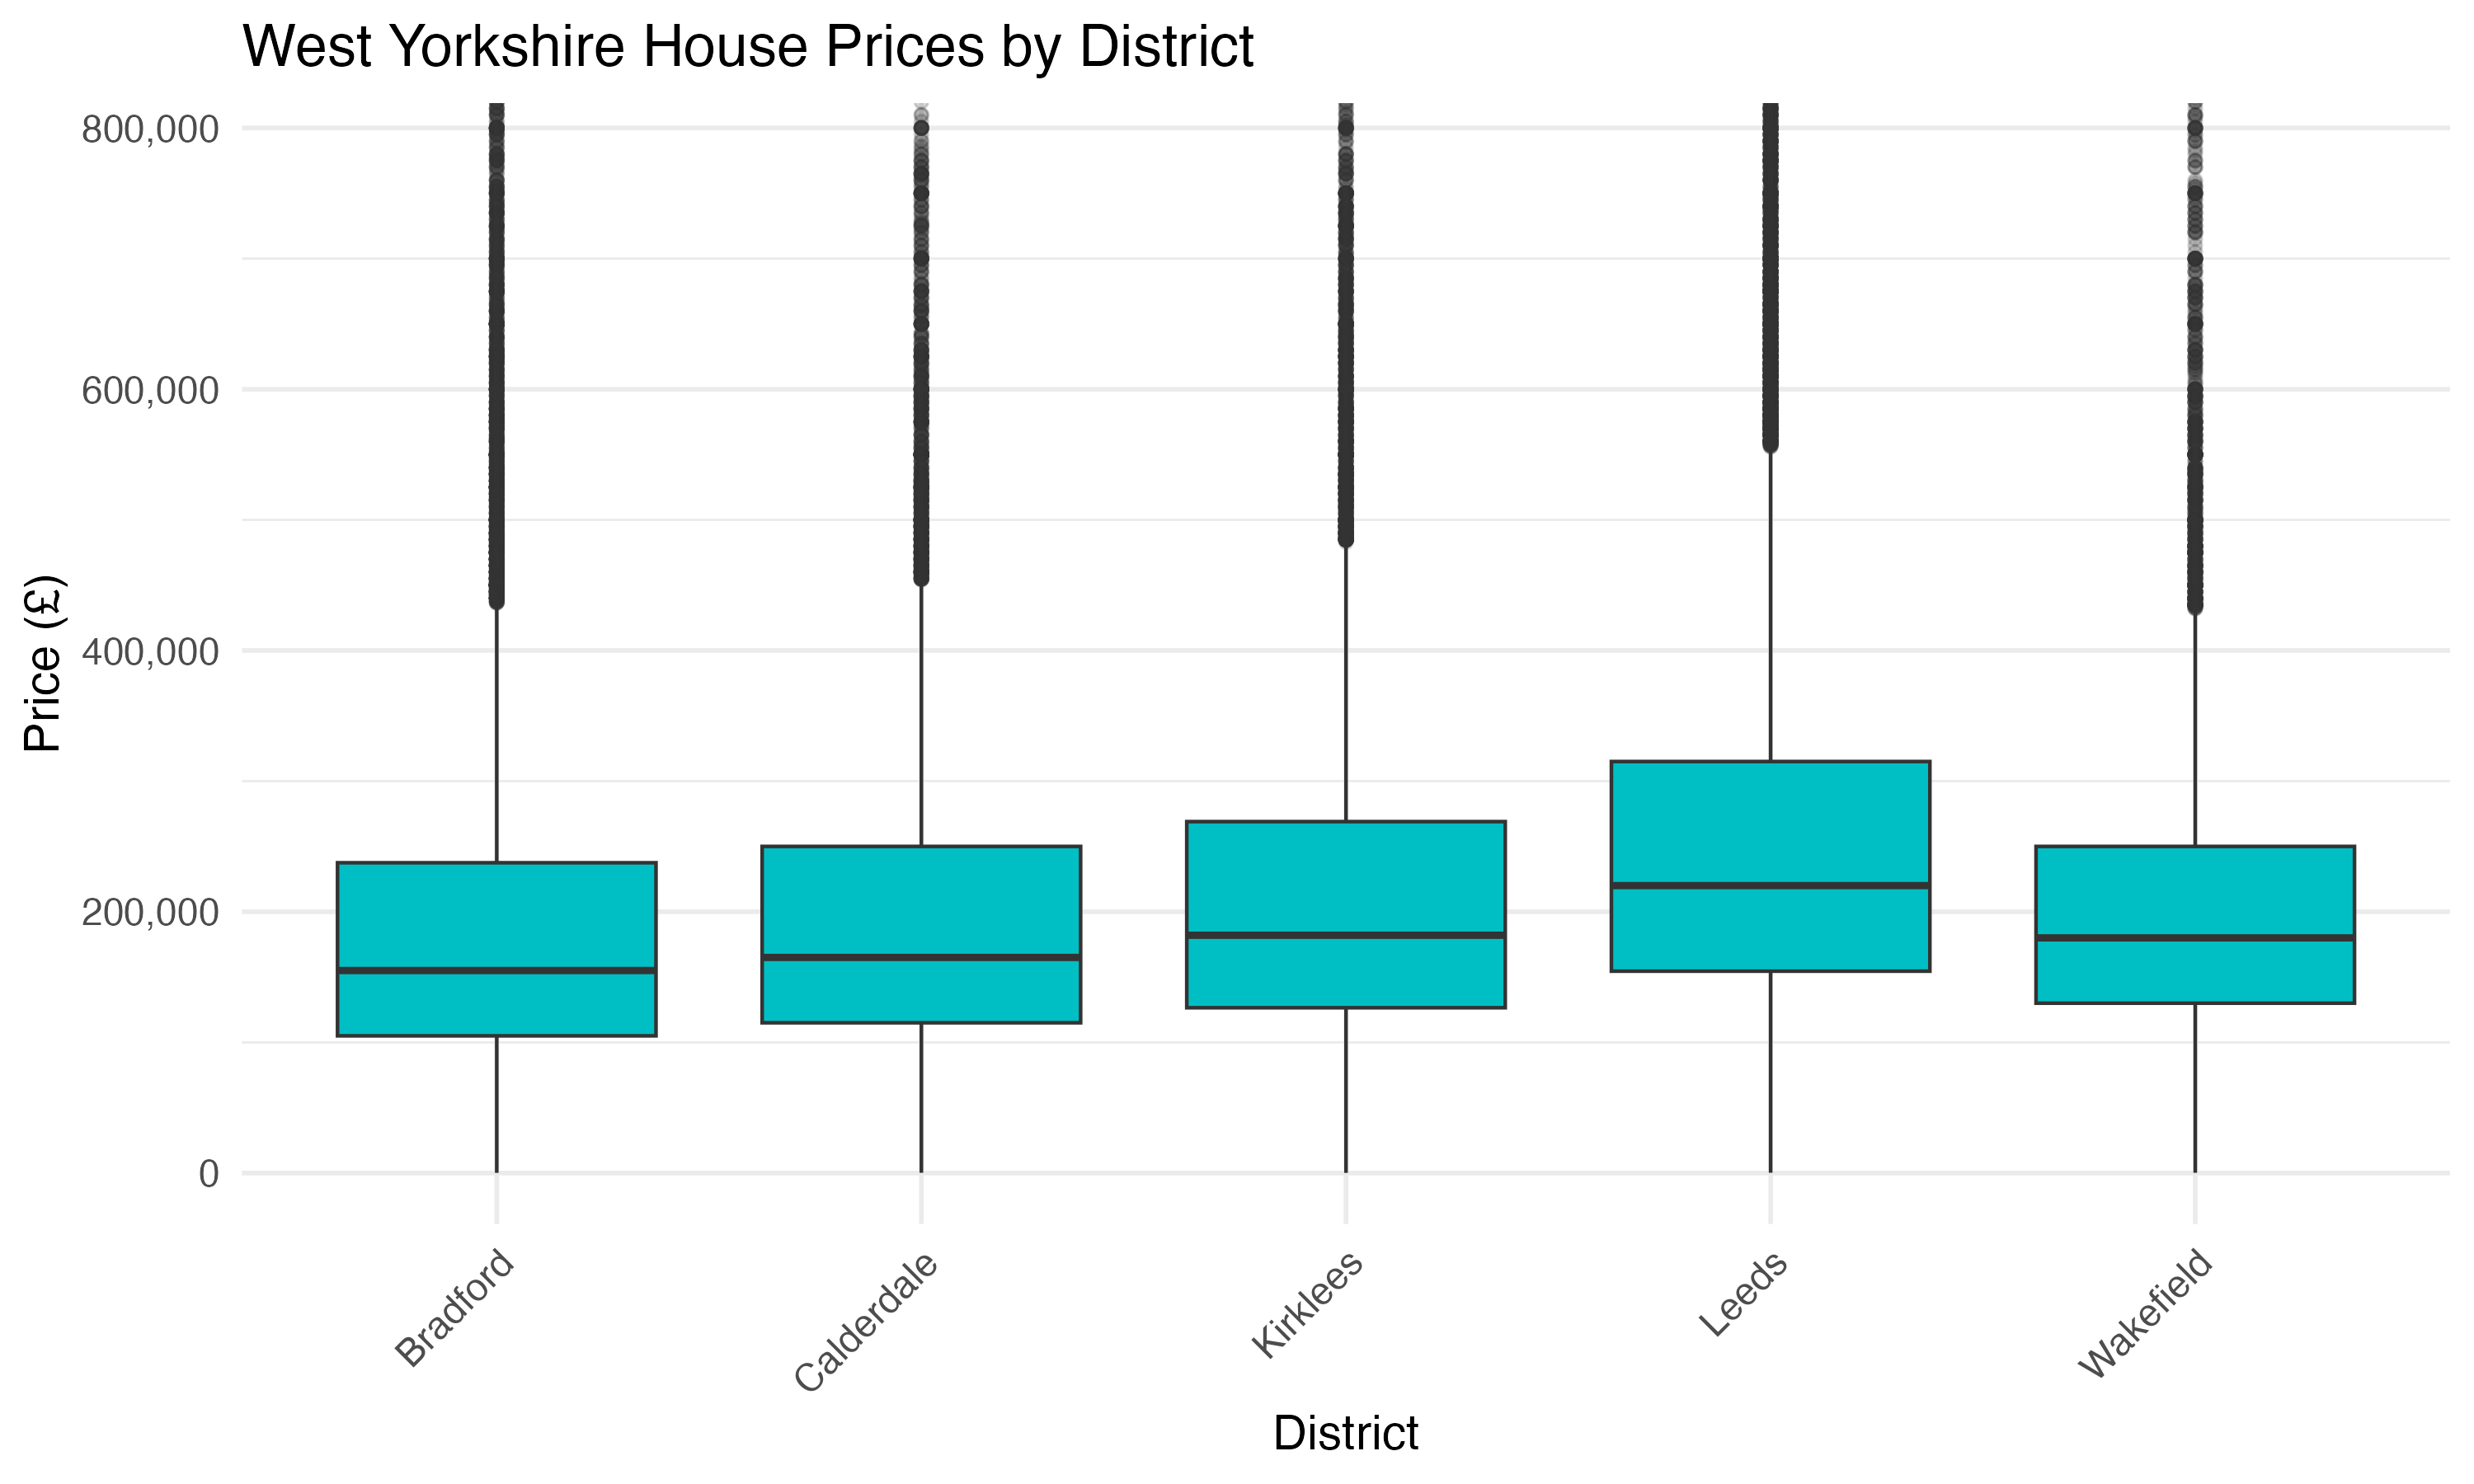 West Yorkshire House Prices by District
Price (£)
800,000
600,000
400,000
200,000
0
Bradford
Calderdale
Kirklees
Leeds
Wakefield
District